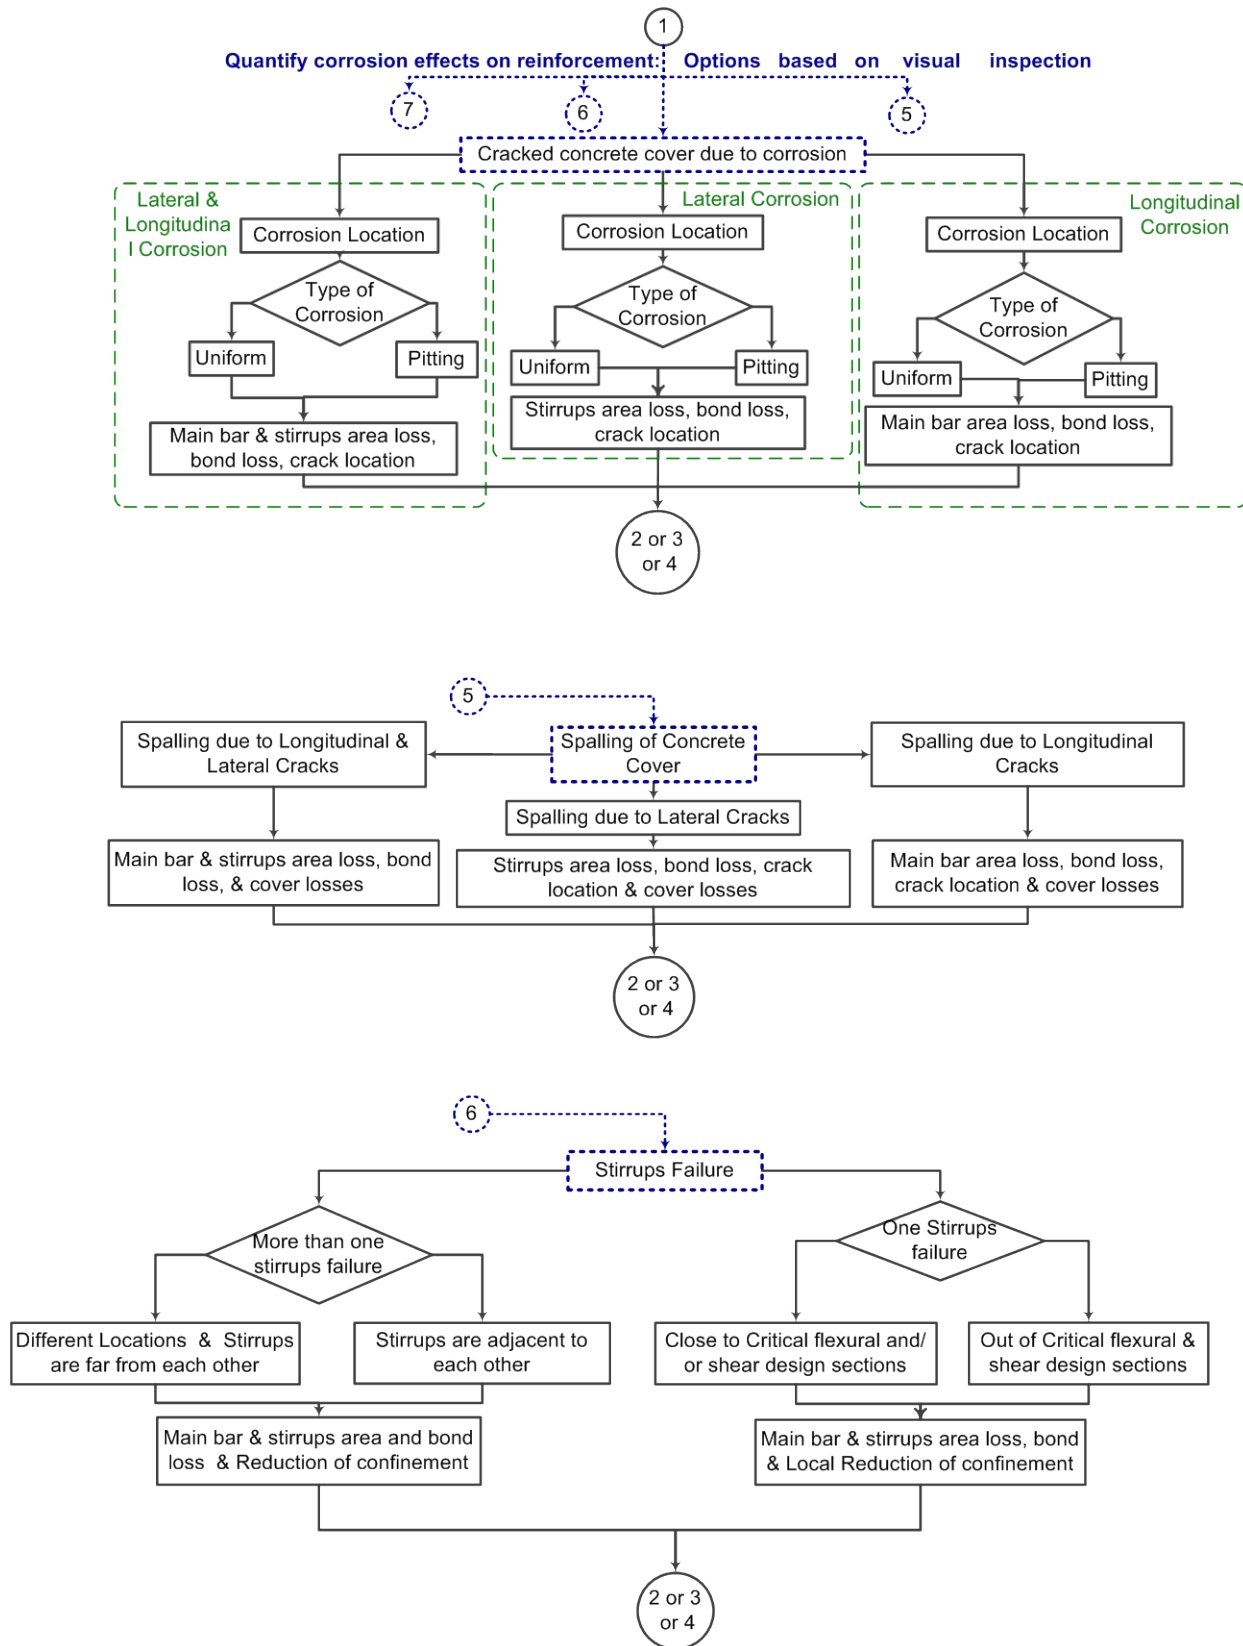 1
Quantify corrosion effects on reinforcement: Options based on visual inspection
7
6
5
Cracked concrete cover due to corrosion
Lateral &
Longitudina
l Corrosion
Corrosion Location
Type of
Corrosion
Uniform
Pitting
Main bar & stirrups area loss,
bond loss, crack location
Lateral Corrosion
Corrosion Location
Type of
Corrosion
Uniform
Pitting
Stirrups area loss, bond loss,
crack location
Longitudinal
Corrosion
Corrosion Location
Type of
Corrosion
Uniform
Pitting
Main bar area loss, bond loss,
crack location
2 or 3
or 4
5
Spalling of Concrete
Cover
Spalling due to Longitudinal &
Lateral Cracks
Spalling due to Longitudinal
Cracks
Spalling due to Lateral Cracks
Main bar & stirrups area loss, bond
loss, & cover losses
Stirrups area loss, bond loss, crack
location & cover losses
Main bar area loss, bond loss,
crack location & cover losses
2 or 3
or 4
6
Stirrups Failure
More than one
stirrups failure
One Stirrups
failure
Different Locations & Stirrups
are far from each other
Stirrups are adjacent to
each other
Close to Critical flexural and/
or shear design sections
Out of Critical flexural &
shear design sections
Main bar & stirrups area and bond
loss & Reduction of confinement
Main bar & stirrups area loss, bond
& Local Reduction of confinement
2 or 3
or 4